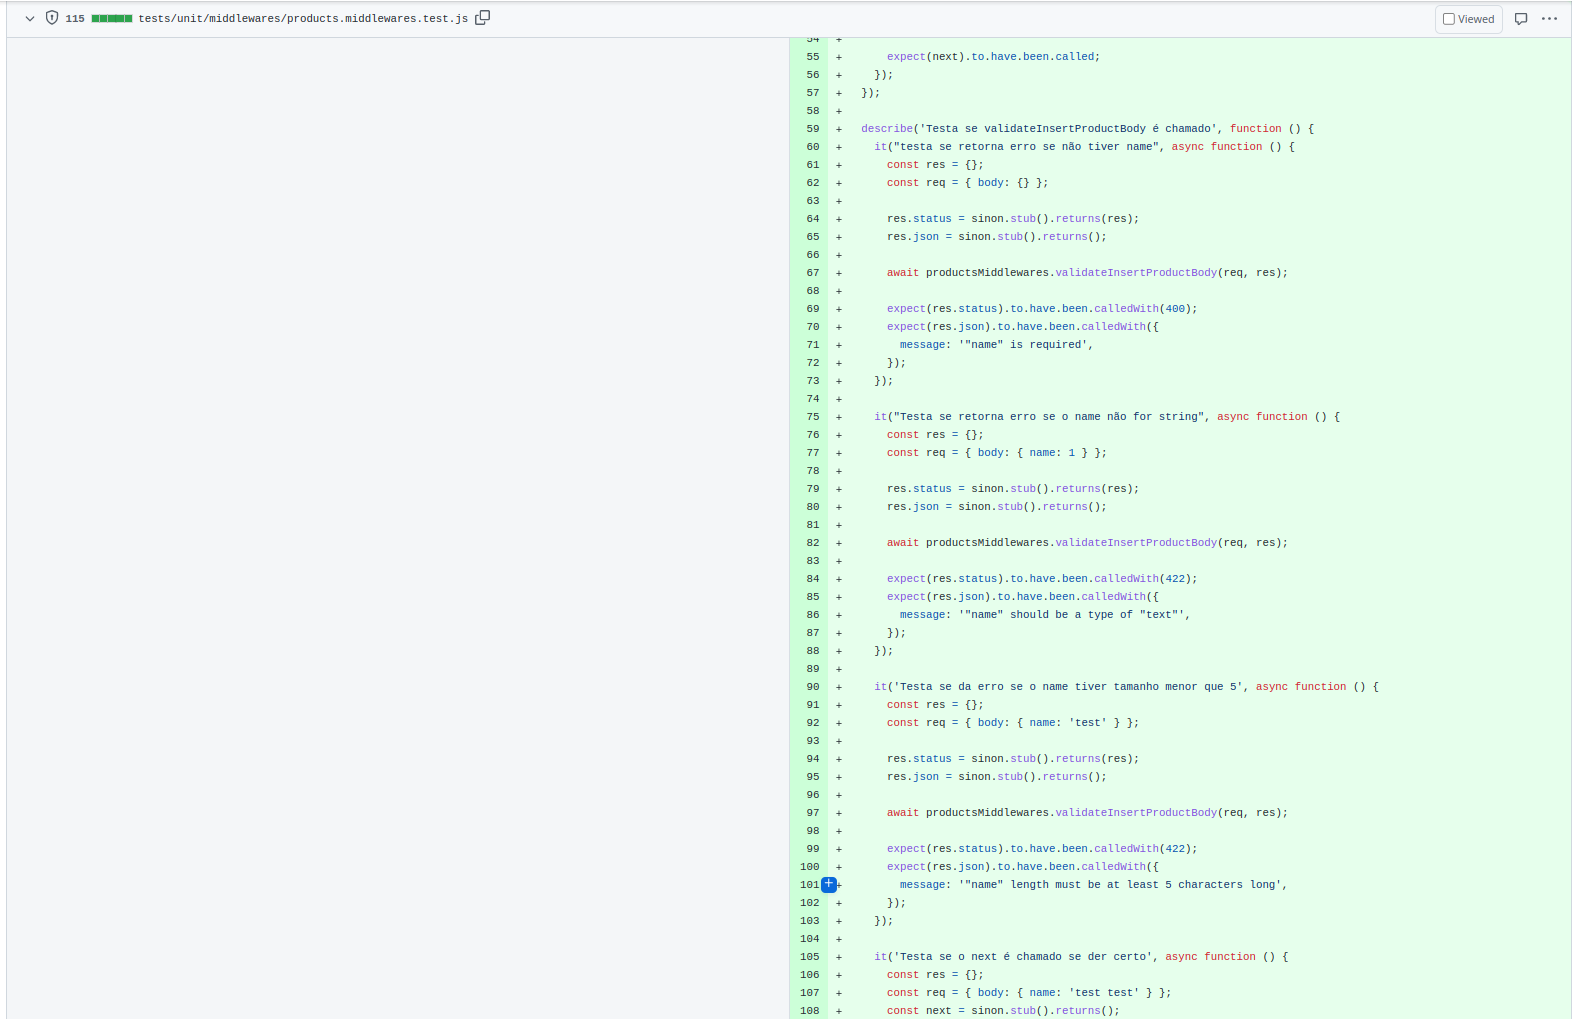 115 tests/unit/middlewares/products.middlewares.test.js Viewed
54 +
55 + expect(next).to.have.been.called;
56 + });
57 + });
58 +
59 + describe('Testa se validateInsertProductBody é chamado', function () {
60 + it("testa se retorna erro se não tiver name", async function () {
61 + const res = {};
62 + const req = { body: {} };
63 +
64 + res.status = sinon.stub().returns(res);
65 + res.json = sinon.stub().returns();
66 +
67 + await productsMiddlewares.validateInsertProductBody(req, res);
68 +
69 + expect(res.status).to.have.been.calledWith(400);
70 + expect(res.json).to.have.been.calledWith({
71 + message: '"name" is required',
72 + });
73 + });
74 +
75 + it("Testa se retorna erro se o name não for string", async function () {
76 + const res = {};
77 + const req = { body: { name: 1 } };
78 +
79 + res.status = sinon.stub().returns(res);
80 + res.json = sinon.stub().returns();
81 +
82 + await productsMiddlewares.validateInsertProductBody(req, res);
83 +
84 + expect(res.status).to.have.been.calledWith(422);
85 + expect(res.json).to.have.been.calledWith({
86 + message: '"name" should be a type of "text"',
87 + });
88 + });
89 +
90 + it('Testa se da erro se o name tiver tamanho menor que 5', async function () {
91 + const res = {};
92 + const req = { body: { name: 'test' } };
93 +
94 + res.status = sinon.stub().returns(res);
95 + res.json = sinon.stub().returns();
96 +
97 + await productsMiddlewares.validateInsertProductBody(req, res);
98 +
99 + expect(res.status).to.have.been.calledWith(422);
100 + expect(res.json).to.have.been.calledWith({
101 + message: '"name" length must be at least 5 characters long',
102 + });
103 + });
104 +
105 + it('Testa se o next é chamado se der certo', async function () {
106 + const res = {};
107 + const req = { body: { name: 'test test' } };
108 + const next = sinon.stub().returns();